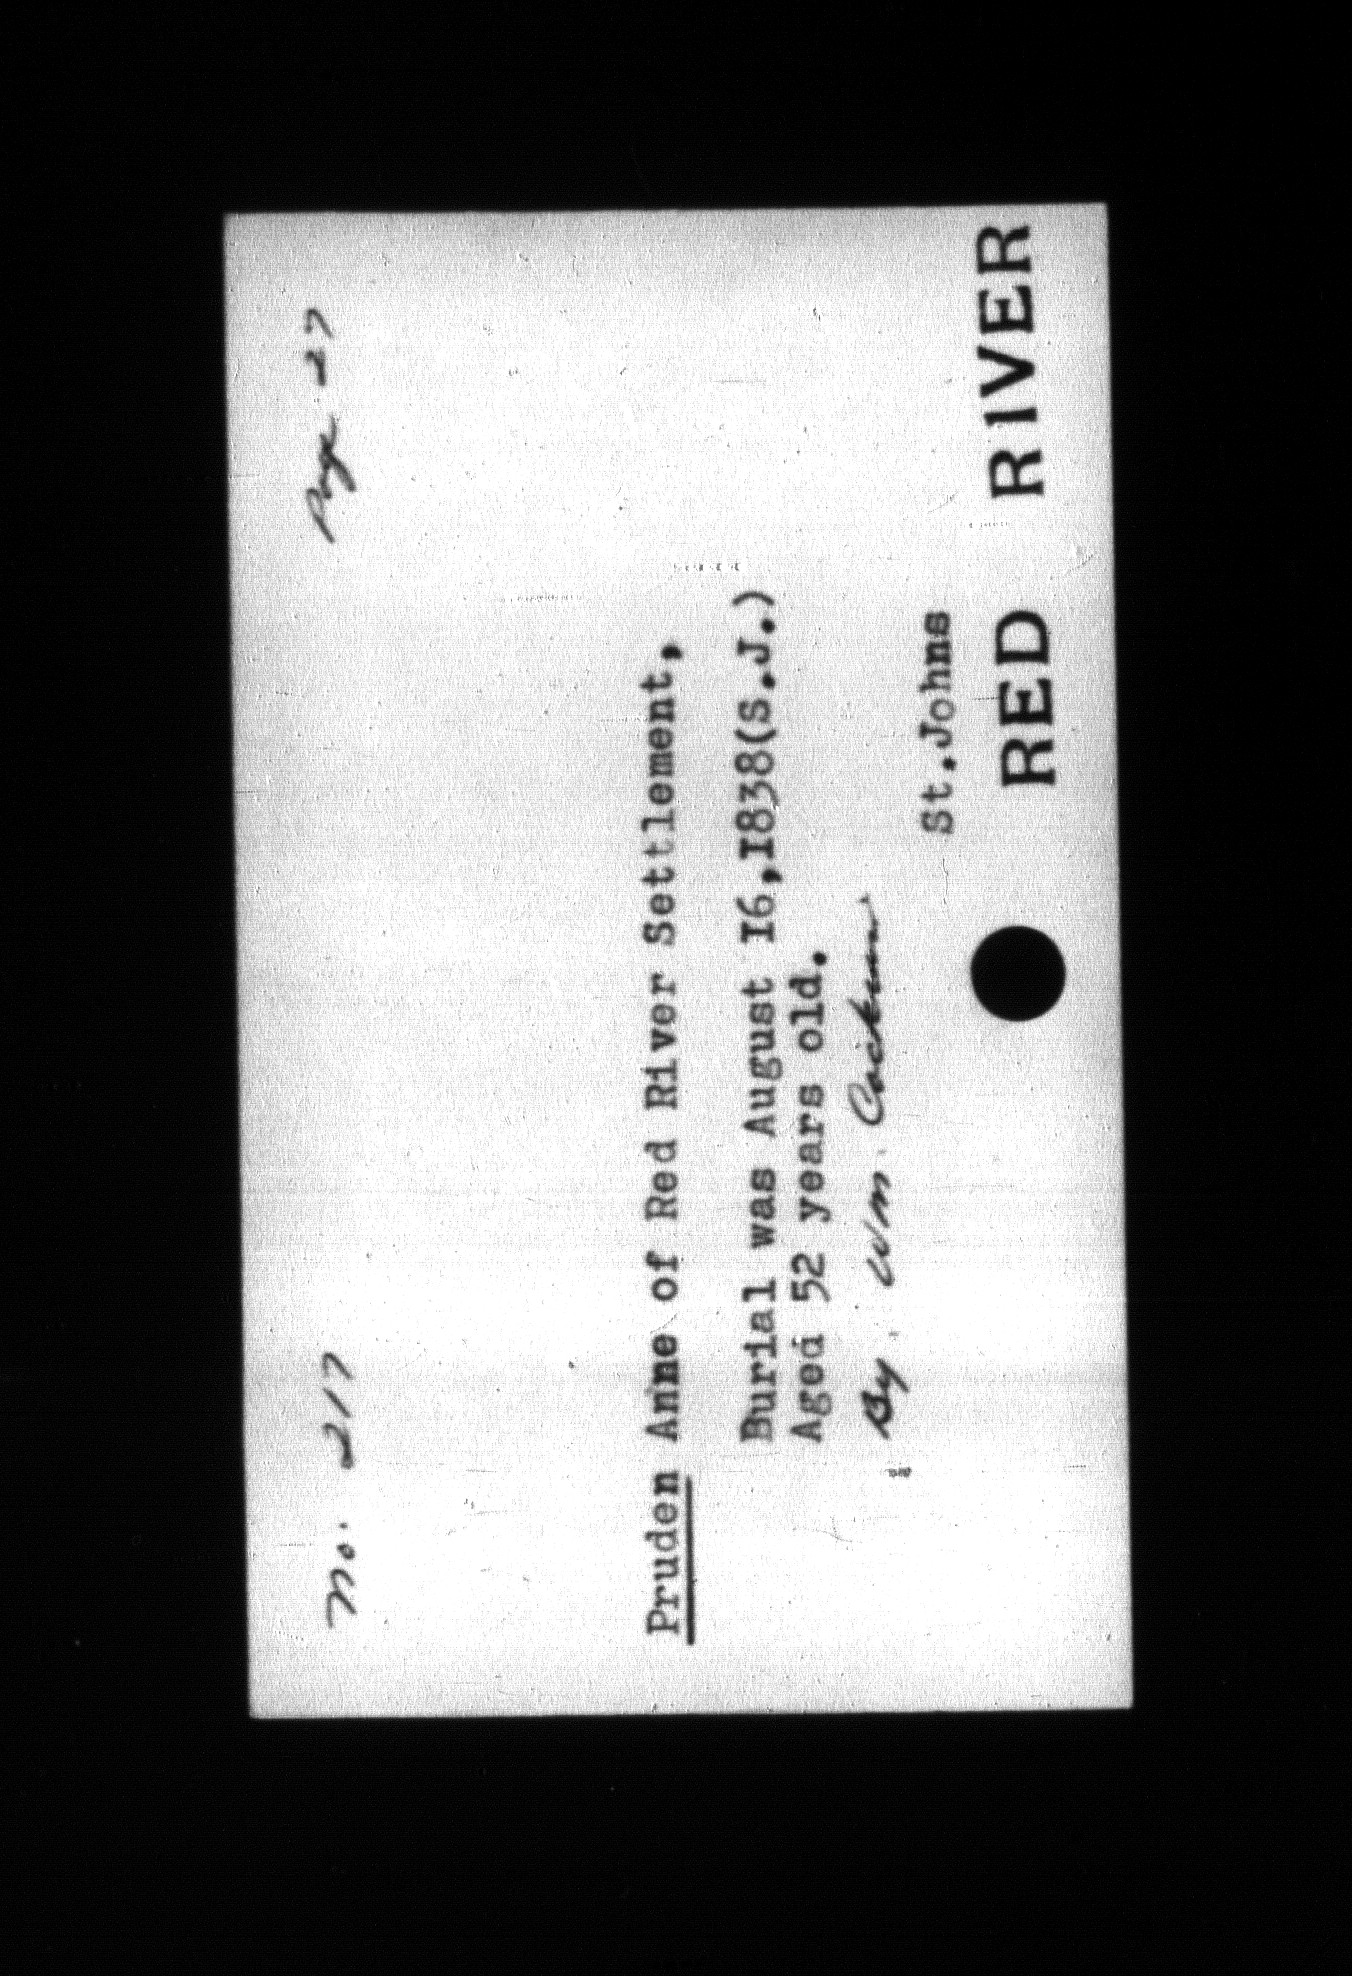 No. 217 Page 27
Pruden Anne of Red River Settlement,
Burial was August I6,I838(S.J.)
Aged 52 years old.
By. Wm. Cockran
St.Johns
RED RIVER